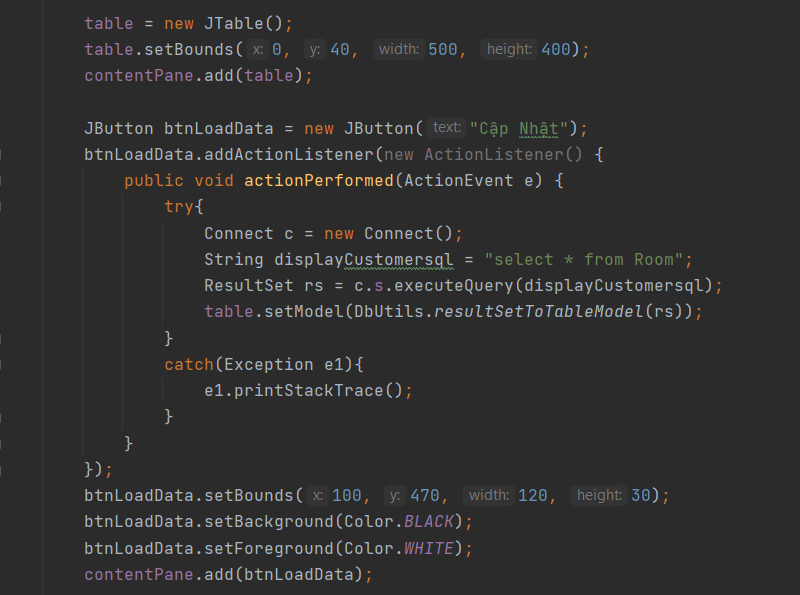 table = new JTable();
table.setBounds( x: 0, y: 40, width: 500, height: 400);
contentPane.add(table);
JButton btnLoadData = new JButton( text: "Cập Nhật");
btnLoadData.addActionListener(new ActionListener() {
public void actionPerformed(ActionEvent e) {
try{
Connect c = new Connect();
String displayCustomersql = "select * from Room";
ResultSet rs = c.s.executeQuery(displayCustomersql);
table.setModel(DbUtils.resultSetToTableModel(rs));
}
catch(Exception e1){
e1.printStackTrace();
}
}
});
btnLoadData.setBounds( x: 100, y: 470, width: 120, height: 30);
btnLoadData.setBackground(Color.BLACK);
btnLoadData.setForeground(Color.WHITE);
contentPane.add(btnLoadData);